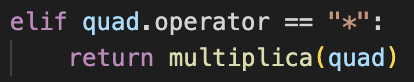 elif quad.operator == "*":
    return multiplica(quad)